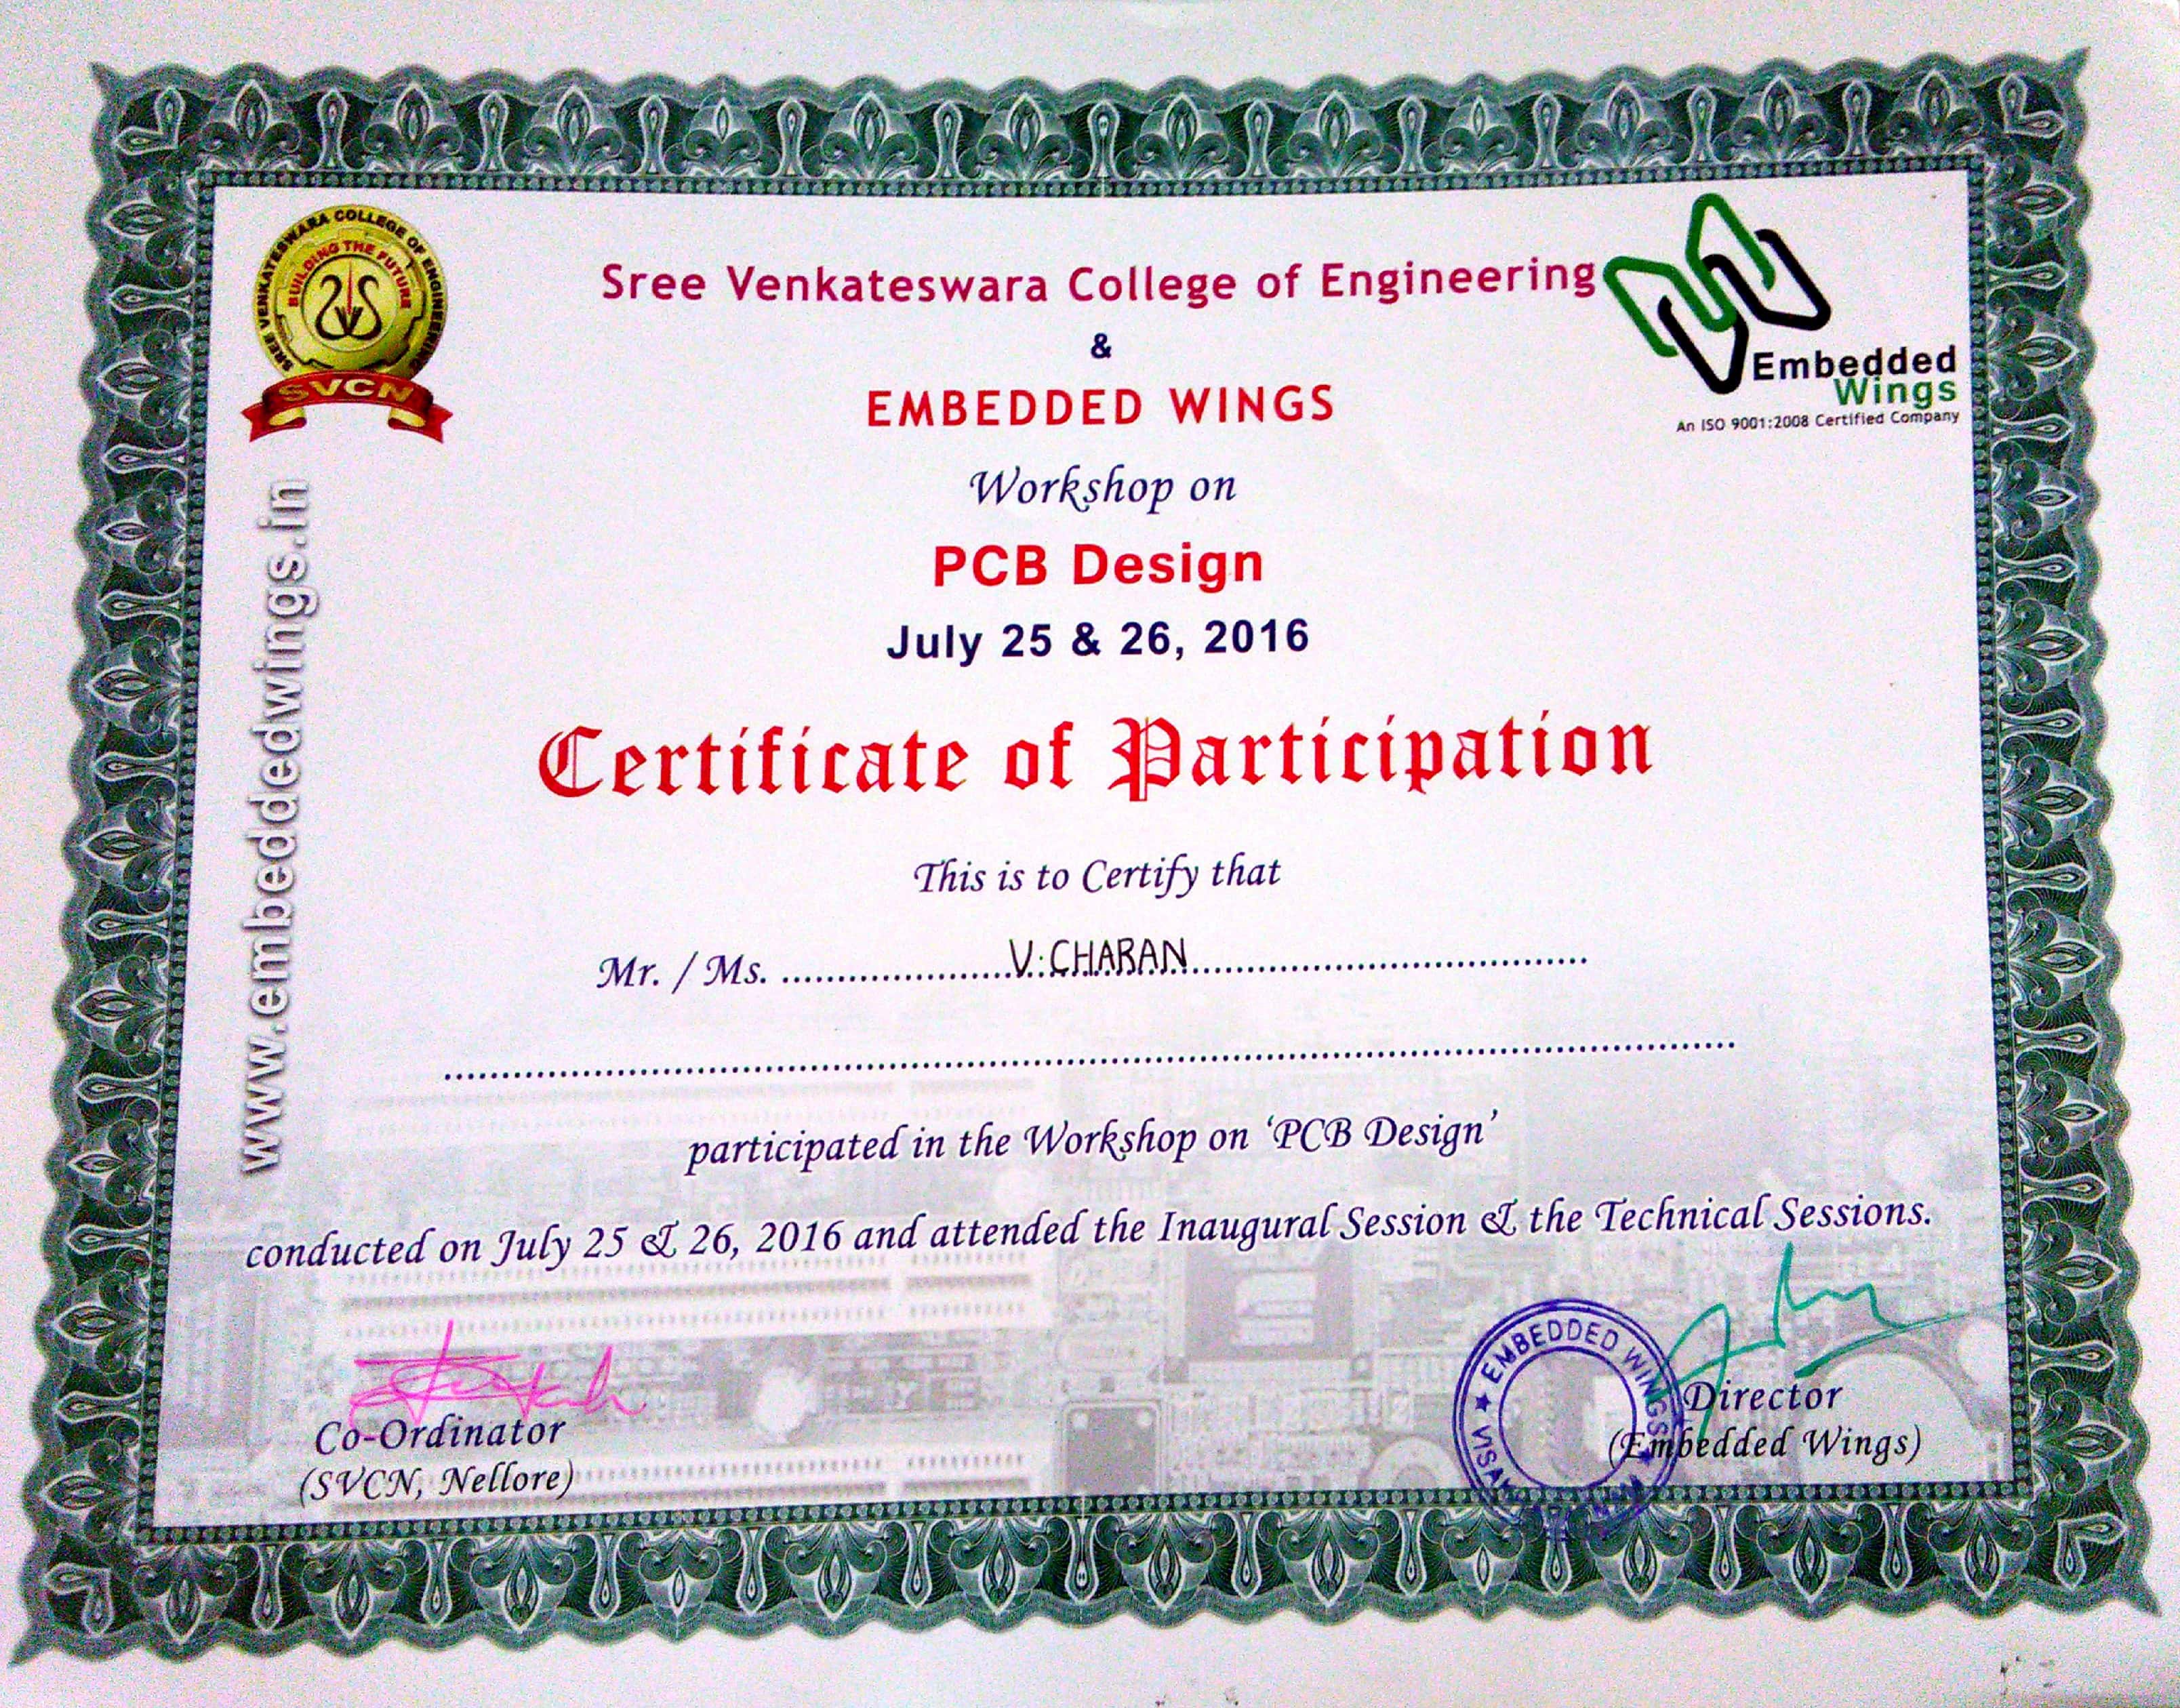 SREE VENKATESWARA COLLEGE OF ENGINEERING
BUILDING THE FUTURE
SVCN
Sree Venkateswara College of Engineering
&
EMBEDDED WINGS
Embedded
Wings
An ISO 9001:2008 Certified Company
Workshop on
PCB Design
July 25 & 26, 2016
www.embeddedwings.in
Certificate of Participation
This is to Certify that
Mr. / Ms. V. CHARAN
participated in the Workshop on ‘PCB Design’
conducted on July 25 & 26, 2016 and attended the Inaugural Session & the Technical Sessions.
Co-Ordinator
(SVCN, Nellore)
EMBEDDED WINGS
Director
(Embedded Wings)